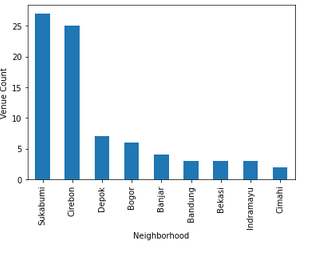 Venue Count
25
20
15
10
5
0
Sukabumi
Cirebon
Depok
Bogor
Banjar
Bandung
Bekasi
Indramayu
Cimahi
Neighborhood